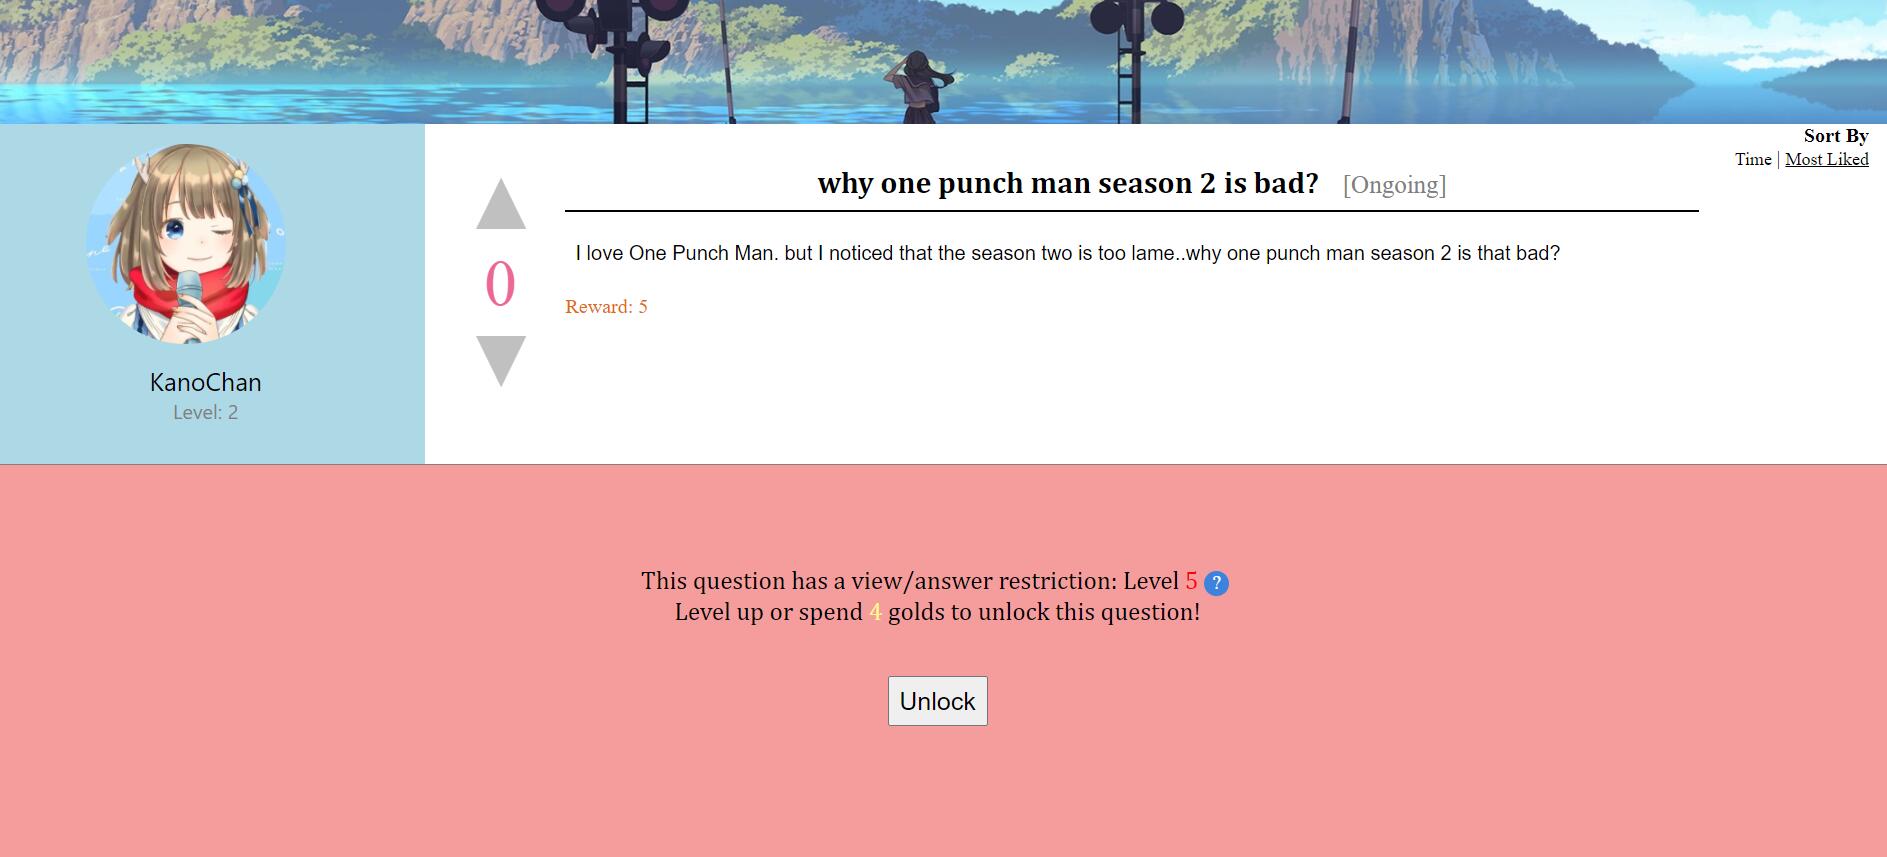 Sort By
Time | Most Liked
why one punch man season 2 is bad? [Ongoing]
I love One Punch Man. but I noticed that the season two is too lame..why one punch man season 2 is that bad?
0
Reward: 5
KanoChan
Level: 2
This question has a view/answer restriction: Level 5 ?
Level up or spend 4 golds to unlock this question!
Unlock